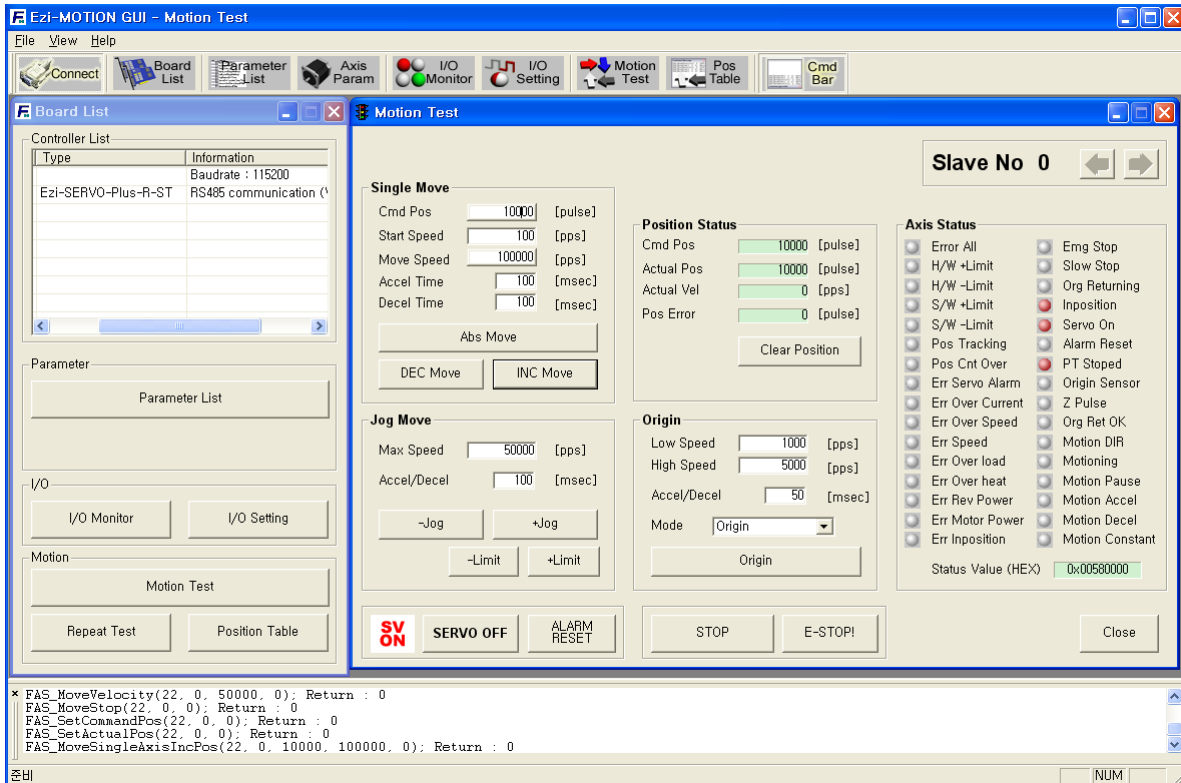 Ezi-MOTION GUI - Motion Test
File View Help
Connect
Board List
Parameter List
Axis Param
I/O Monitor
I/O Setting
Motion Test
Pos Table
Cmd Bar
Board List
Controller List
Type Information
Baudrate : 115200
Ezi-SERVO-Plus-R-ST RS485 communication (
Parameter
Parameter List
I/O
I/O Monitor I/O Setting
Motion
Motion Test
Repeat Test Position Table
Motion Test
Slave No 0
Single Move
Cmd Pos 10000 [pulse]
Start Speed 100 [pps]
Move Speed 100000 [pps]
Accel Time 100 [msec]
Decel Time 100 [msec]
Abs Move
DEC Move INC Move
Jog Move
Max Speed 50000 [pps]
Accel/Decel 100 [msec]
-Jog +Jog
-Limit +Limit
Position Status
Cmd Pos 10000 [pulse]
Actual Pos 10000 [pulse]
Actual Vel 0 [pps]
Pos Error 0 [pulse]
Clear Position
Origin
Low Speed 1000 [pps]
High Speed 5000 [pps]
Accel/Decel 50 [msec]
Mode Origin
Origin
Axis Status
Error All Emg Stop
H/W +Limit Slow Stop
H/W -Limit Org Returning
S/W +Limit Inposition
S/W -Limit Servo On
Pos Tracking Alarm Reset
Pos Cnt Over PT Stoped
Err Servo Alarm Origin Sensor
Err Over Current Z Pulse
Err Over Speed Org Ret OK
Err Speed Motion DIR
Err Over load Motioning
Err Over heat Motion Pause
Err Rev Power Motion Accel
Err Motor Power Motion Decel
Err Inposition Motion Constant
Status Value (HEX) 0x00580000
SV ON
SERVO OFF
ALARM RESET
STOP E-STOP!
Close
FAS_MoveVelocity(22, 0, 50000, 0); Return : 0
FAS_MoveStop(22, 0, 0); Return : 0
FAS_SetCommandPos(22, 0, 0); Return : 0
FAS_SetActualPos(22, 0, 0); Return : 0
FAS_MoveSingleAxisIncPos(22, 0, 10000, 100000, 0); Return : 0
준비 NUM